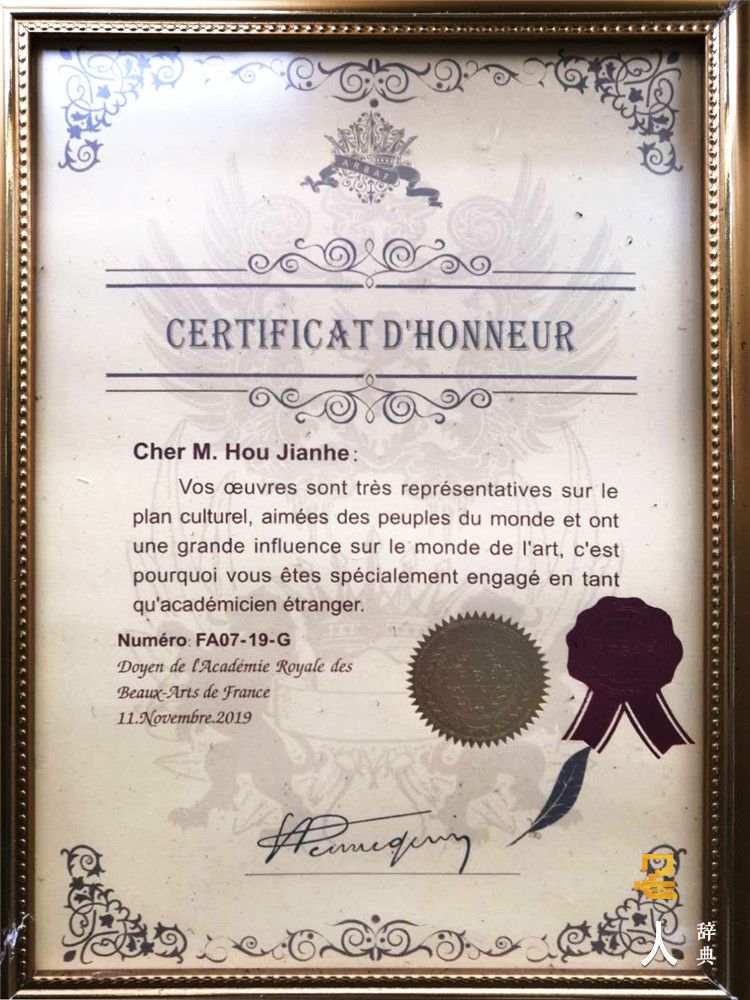 ARBAF
CERTIFICAT D'HONNEUR
Cher M. Hou Jianhe:
Vos œuvres sont très représentatives sur le
plan culturel, aimées des peuples du monde et ont
une grande influence sur le monde de l'art, c'est
pourquoi vous êtes spécialement engagé en tant
qu'académicien étranger.
Numéro: FA07-19-G
Doyen de l'Académie Royale des
Beaux-Arts de France
11.Novembre.2019
名人
辞典